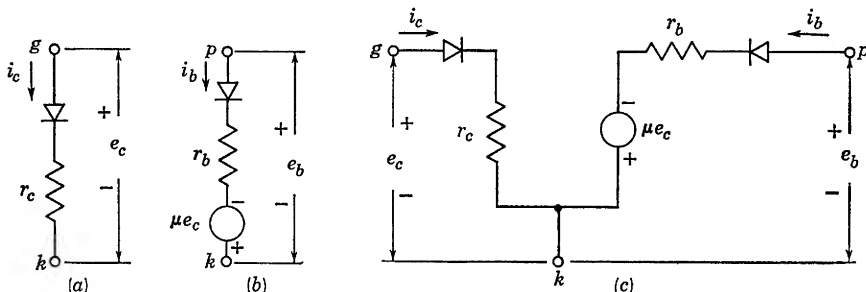 g
i_c
+
e_c
−
r_c
k
(a)
p
i_b
+
r_b
e_b
−
−
μe_c
+
k
(b)
i_c
g
+
e_c
−
r_c
r_b
i_b
p
−
μe_c
+
+
e_b
−
k
(c)